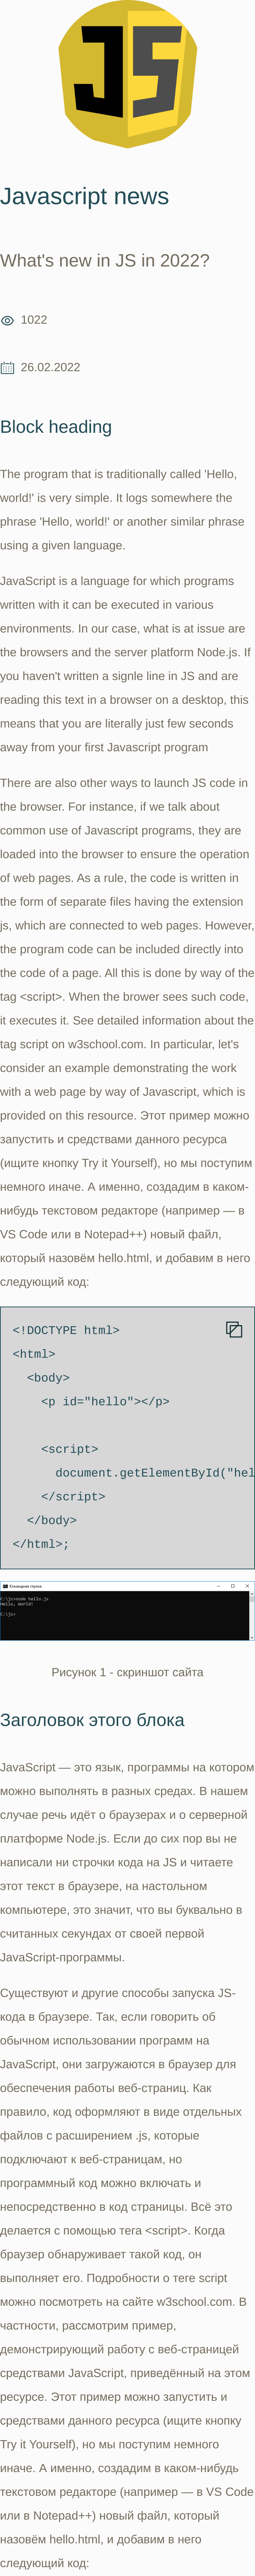 JS
Javascript news
What's new in JS in 2022?
1022
26.02.2022
Block heading
The program that is traditionally called 'Hello,
world!' is very simple. It logs somewhere the
phrase 'Hello, world!' or another similar phrase
using a given language.
JavaScript is a language for which programs
written with it can be executed in various
environments. In our case, what is at issue are
the browsers and the server platform Node.js. If
you haven't written a signle line in JS and are
reading this text in a browser on a desktop, this
means that you are literally just few seconds
away from your first Javascript program
There are also other ways to launch JS code in
the browser. For instance, if we talk about
common use of Javascript programs, they are
loaded into the browser to ensure the operation
of web pages. As a rule, the code is written in
the form of separate files having the extension
js, which are connected to web pages. However,
the program code can be included directly into
the code of a page. All this is done by way of the
tag <script>. When the brower sees such code,
it executes it. See detailed information about the
tag script on w3school.com. In particular, let's
consider an example demonstrating the work
with a web page by way of Javascript, which is
provided on this resource. Этот пример можно
запустить и средствами данного ресурса
(ищите кнопку Try it Yourself), но мы поступим
немного иначе. А именно, создадим в каком-
нибудь текстовом редакторе (например — в
VS Code или в Notepad++) новый файл,
который назовём hello.html, и добавим в него
следующий код:
<!DOCTYPE html>
<html>
<body>
<p id="hello"></p>
<script>
document.getElementById("hel
</script>
</body>
</html>;
Командная строка
C:\js>node hello.js
Hello, World!
C:\js>
Рисунок 1 - скриншот сайта
Заголовок этого блока
JavaScript — это язык, программы на котором
можно выполнять в разных средах. В нашем
случае речь идёт о браузерах и о серверной
платформе Node.js. Если до сих пор вы не
написали ни строчки кода на JS и читаете
этот текст в браузере, на настольном
компьютере, это значит, что вы буквально в
считанных секундах от своей первой
JavaScript-программы.
Существуют и другие способы запуска JS-
кода в браузере. Так, если говорить об
обычном использовании программ на
JavaScript, они загружаются в браузер для
обеспечения работы веб-страниц. Как
правило, код оформляют в виде отдельных
файлов с расширением .js, которые
подключают к веб-страницам, но
программный код можно включать и
непосредственно в код страницы. Всё это
делается с помощью тега <script>. Когда
браузер обнаруживает такой код, он
выполняет его. Подробности о теге script
можно посмотреть на сайте w3school.com. В
частности, рассмотрим пример,
демонстрирующий работу с веб-страницей
средствами JavaScript, приведённый на этом
ресурсе. Этот пример можно запустить и
средствами данного ресурса (ищите кнопку
Try it Yourself), но мы поступим немного
иначе. А именно, создадим в каком-нибудь
текстовом редакторе (например — в VS Code
или в Notepad++) новый файл, который
назовём hello.html, и добавим в него
следующий код: